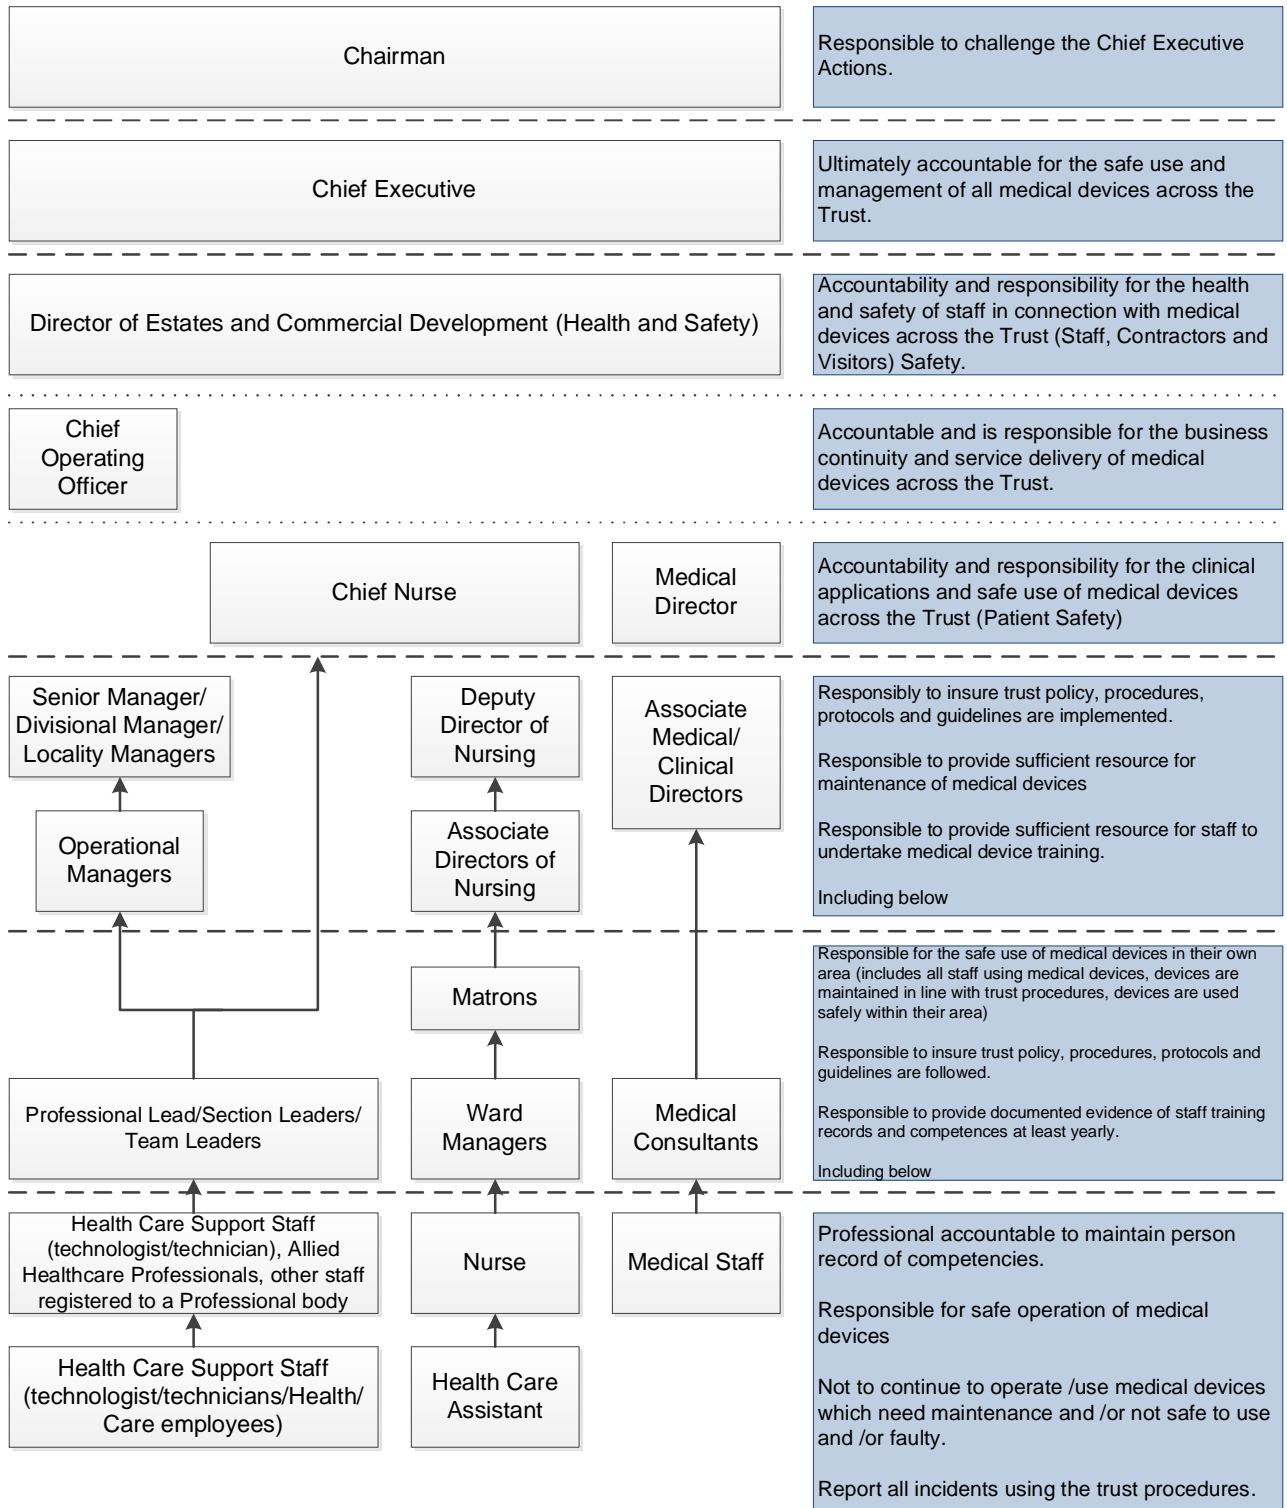 Chairman
Responsible to challenge the Chief Executive
Actions.
Chief Executive
Ultimately accountable for the safe use and
management of all medical devices across the
Trust.
Director of Estates and Commercial Development (Health and Safety)
Accountability and responsibility for the health
and safety of staff in connection with medical
devices across the Trust (Staff, Contractors and
Visitors) Safety.
Chief
Operating
Officer
Accountable and is responsible for the business
continuity and service delivery of medical
devices across the Trust.
Chief Nurse
Medical
Director
Accountability and responsibility for the clinical
applications and safe use of medical devices
across the Trust (Patient Safety)
Senior Manager/
Divisional Manager/
Locality Managers
Deputy
Director of
Nursing
Associate
Medical/
Clinical
Directors
Operational
Managers
Associate
Directors of
Nursing
Responsibly to insure trust policy, procedures,
protocols and guidelines are implemented.
Responsible to provide sufficient resource for
maintenance of medical devices
Responsible to provide sufficient resource for staff to
undertake medical device training.
Including below
Matrons
Professional Lead/Section Leaders/
Team Leaders
Ward
Managers
Medical
Consultants
Responsible for the safe use of medical devices in their own
area (includes all staff using medical devices, devices are
maintained in line with trust procedures, devices are used
safely within their area)
Responsible to insure trust policy, procedures, protocols and
guidelines are followed.
Responsible to provide documented evidence of staff training
records and competences at least yearly.
Including below
Health Care Support Staff
(technologist/technician), Allied
Healthcare Professionals, other staff
registered to a Professional body
Nurse
Medical Staff
Health Care Support Staff
(technologist/technicians/Health/
Care employees)
Health Care
Assistant
Professional accountable to maintain person
record of competencies.
Responsible for safe operation of medical
devices
Not to continue to operate /use medical devices
which need maintenance and /or not safe to use
and /or faulty.
Report all incidents using the trust procedures.